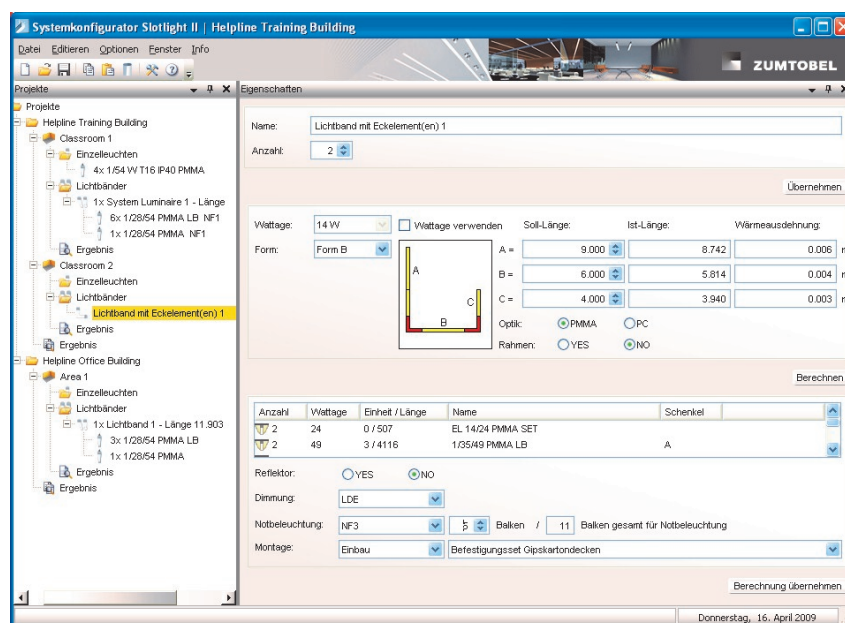 Systemkonfigurator Slotlight II | Helpline Training Building
Datei Editieren Optionen Fenster Info
ZUMTOBEL
Projekte
Projekte
Helpline Training Building
Classroom 1
Einzelleuchten
4x 1/54 W T16 IP40 PMMA
Lichtbänder
1x System Luminaire 1 - Länge
6x 1/28/54 PMMA LB NF1
1x 1/28/54 PMMA NF1
Ergebnis
Classroom 2
Einzelleuchten
Lichtbänder
Lichtband mit Eckelement(en) 1
Ergebnis
Ergebnis
Helpline Office Building
Area 1
Einzelleuchten
Lichtbänder
1x Lichtband 1 - Länge 11.903
3x 1/28/54 PMMA LB
1x 1/28/54 PMMA
Ergebnis
Ergebnis
Eigenschaften
Name: Lichtband mit Eckelement(en) 1
Anzahl: 2
Übernehmen
Wattage: 14 W Wattage verwenden Soll-Länge: Ist-Länge: Wärmeausdehnung:
Form: Form B
A
B
C
A = 9.000 8.742 0.006
B = 6.000 5.814 0.004
C = 4.000 3.940 0.003
Optik: PMMA PC
Rahmen: YES NO
Berechnen
Anzahl Wattage Einheit / Länge Name Schenkel
2 24 0 / 507 EL 14/24 PMMA SET
2 49 3 / 4116 1/35/49 PMMA LB A
Reflektor: YES NO
Dimmung: LDE
Notbeleuchtung: NF3 Balken / 11 Balken gesamt für Notbeleuchtung
Montage: Einbau Befestigungsset Gipskartondecken
Berechnung übernehmen
Donnerstag, 16. April 2009